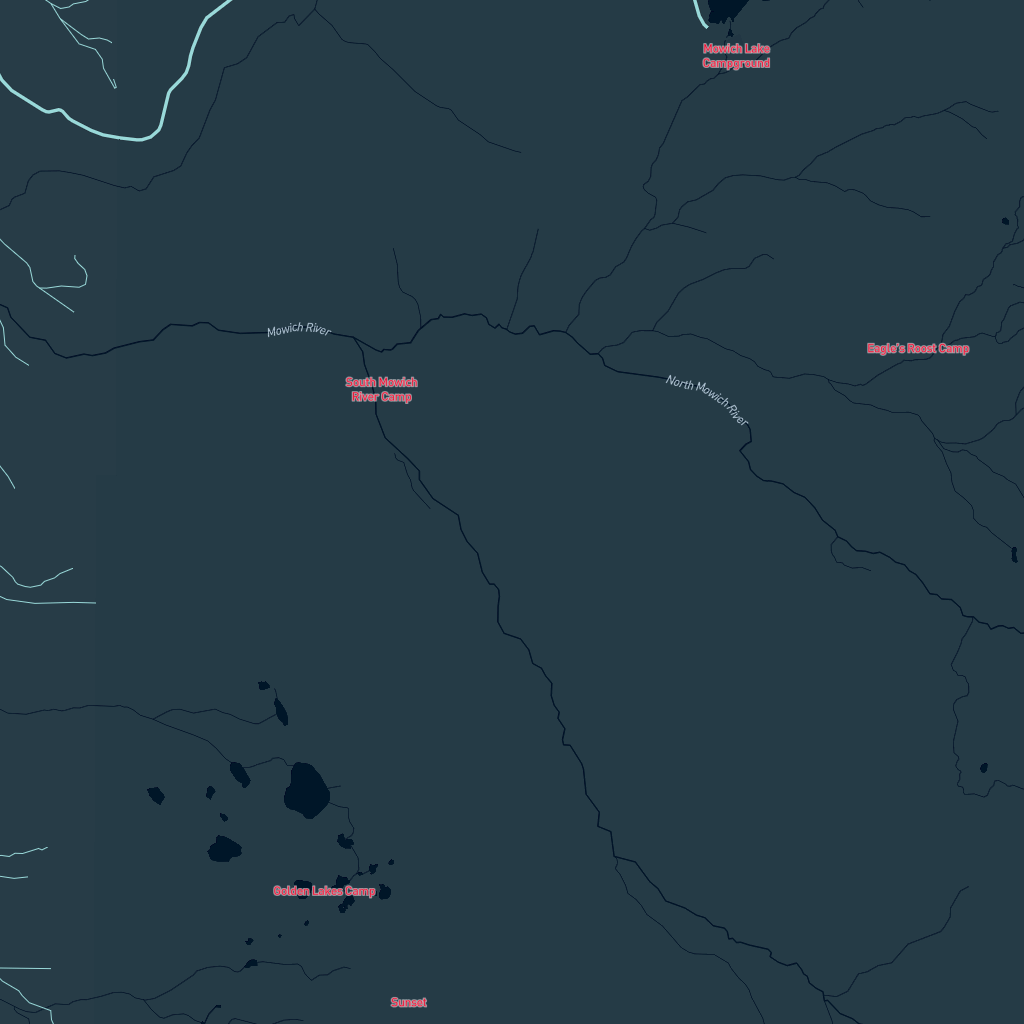 Mowich Lake
Campground
Mowich River
Eagle's Roost Camp
South Mowich
River Camp
North Mowich River
Golden Lakes Camp
Sunset